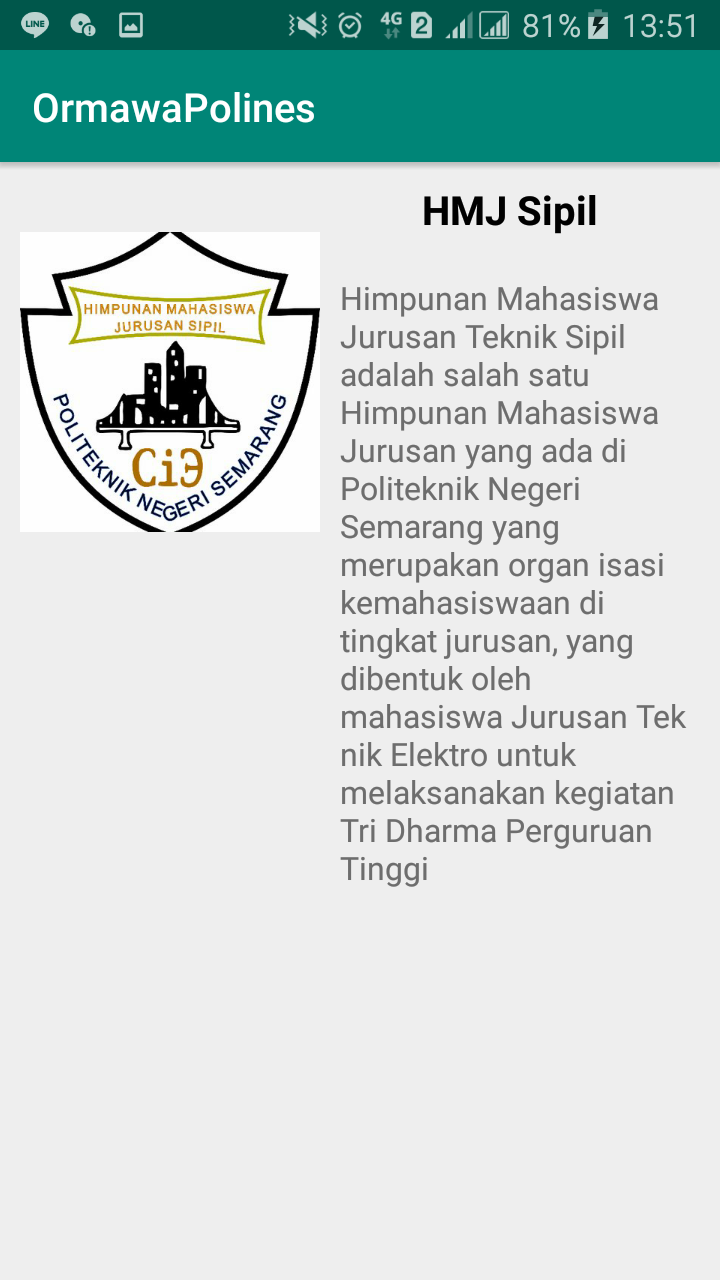 LINE
4G
2
81%
13:51
OrmawaPolines
HMJ Sipil
HIMPUNAN MAHASISWA
JURUSAN SIPIL
POLITEKNIK NEGERI SEMARANG
CiƎ
Himpunan Mahasiswa
Jurusan Teknik Sipil
adalah salah satu
Himpunan Mahasiswa
Jurusan yang ada di
Politeknik Negeri
Semarang yang
merupakan organ isasi
kemahasiswaan di
tingkat jurusan, yang
dibentuk oleh
mahasiswa Jurusan Tek
nik Elektro untuk
melaksanakan kegiatan
Tri Dharma Perguruan
Tinggi